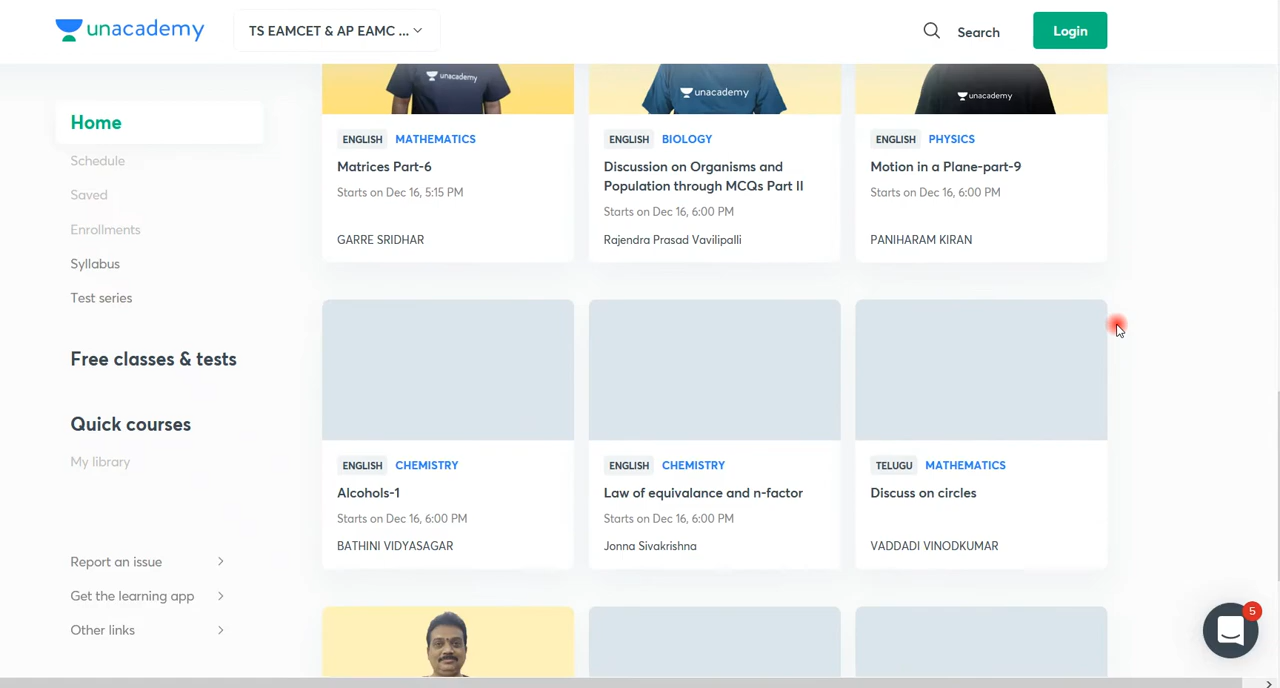 unacademy
TS EAMCET & AP EAMC ...
Search
Login
Home
Schedule
Saved
Enrollments
Syllabus
Test series
Free classes & tests
Quick courses
My library
Report an issue
Get the learning app
Other links
unacademy
ENGLISH MATHEMATICS
Matrices Part-6
Starts on Dec 16, 5:15 PM
GARRE SRIDHAR
unacademy
ENGLISH BIOLOGY
Discussion on Organisms and
Population through MCQs Part II
Starts on Dec 16, 6:00 PM
Rajendra Prasad Vavilipalli
unacademy
ENGLISH PHYSICS
Motion in a Plane-part-9
Starts on Dec 16, 6:00 PM
PANIHARAM KIRAN
ENGLISH CHEMISTRY
Alcohols-1
Starts on Dec 16, 6:00 PM
BATHINI VIDYASAGAR
ENGLISH CHEMISTRY
Law of equivalance and n-factor
Starts on Dec 16, 6:00 PM
Jonna Sivakrishna
TELUGU MATHEMATICS
Discuss on circles
VADDADI VINODKUMAR
5